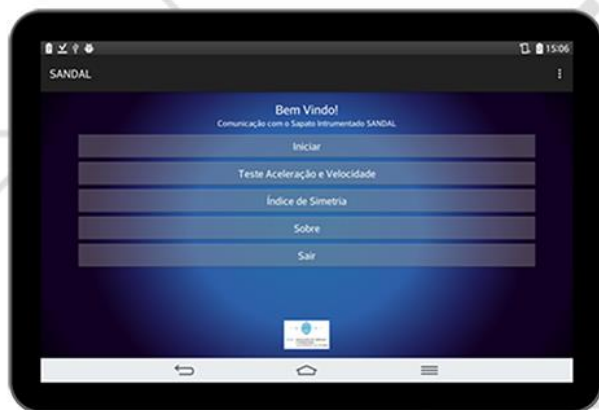 15:06
SANDAL
Bem Vindo!
Comunicação com o Sapato Intrumentado SANDAL
Iniciar
Teste Aceleração e Velocidade
Índice de Simetria
Sobre
Sair